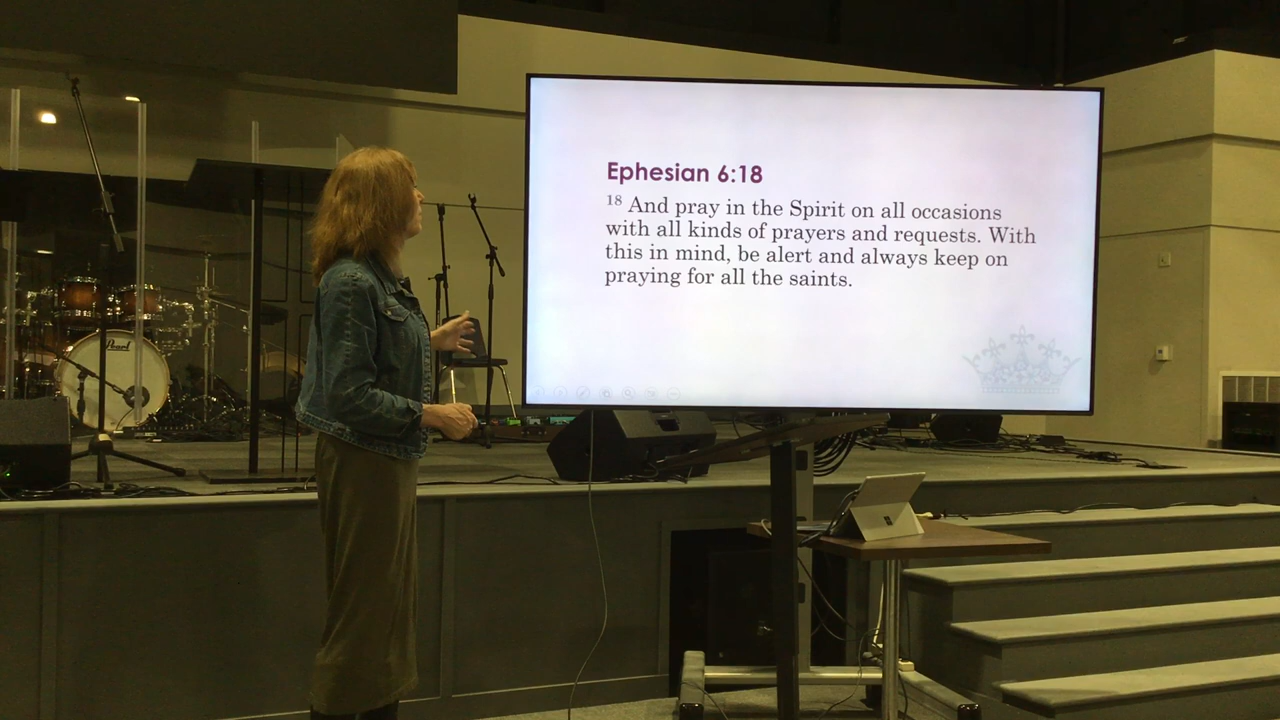 Ephesian 6:18
18 And pray in the Spirit on all occasions
with all kinds of prayers and requests. With
this in mind, be alert and always keep on
praying for all the saints.
Pearl